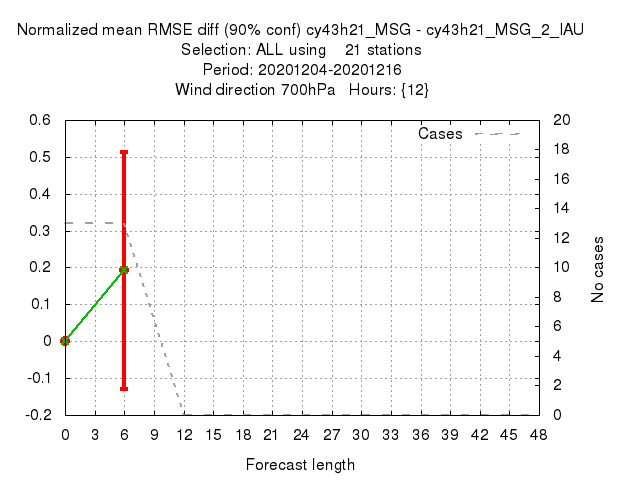 Normalized mean RMSE diff (90% conf) cy43h21_MSG - cy43h21_MSG_2_IAU
Selection: ALL using 21 stations
Period: 20201204-20201216
Wind direction 700hPa Hours: {12}
Cases
0.6
0.5
0.4
0.3
0.2
0.1
0
-0.1
-0.2
20
18
16
14
12
10
8
6
4
2
0
No cases
0 3 6 9 12 15 18 21 24 27 30 33 36 39 42 45 48
Forecast length